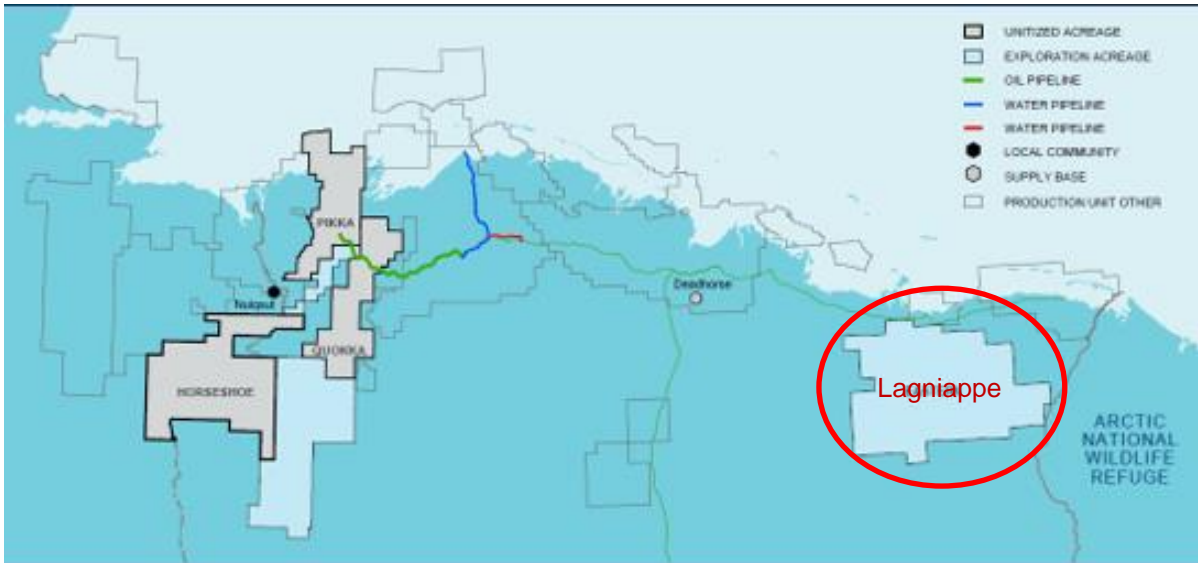 UNITIZED ACREAGE
EXPLORATION ACREAGE
OIL PIPELINE
WATER PIPELINE
WATER PIPELINE
LOCAL COMMUNITY
SUPPLY BASE
PRODUCTION UNIT OTHER
PIKKA
Nuiqsut
Deadhorse
QUOKKA
HORSESHOE
Lagniappe
ARCTIC
NATIONAL
WILDLIFE
REFUGE